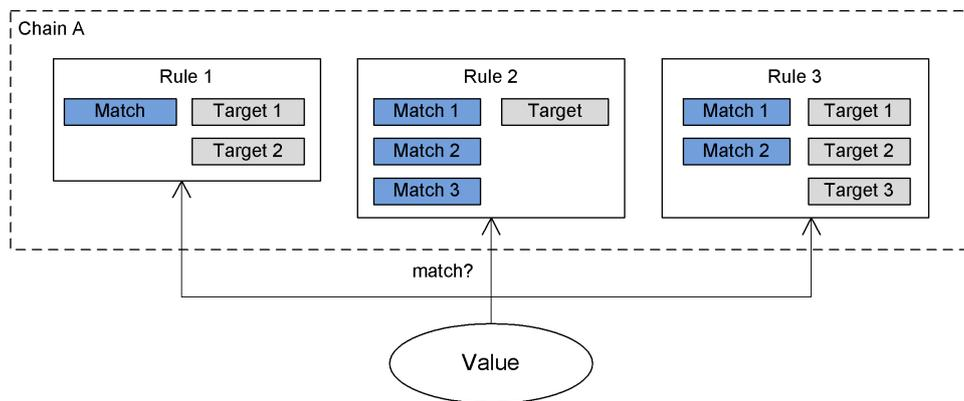 Chain A
Rule 1
Match
Target 1
Target 2
Rule 2
Match 1
Target
Match 2
Match 3
Rule 3
Match 1
Target 1
Match 2
Target 2
Target 3
match?
Value